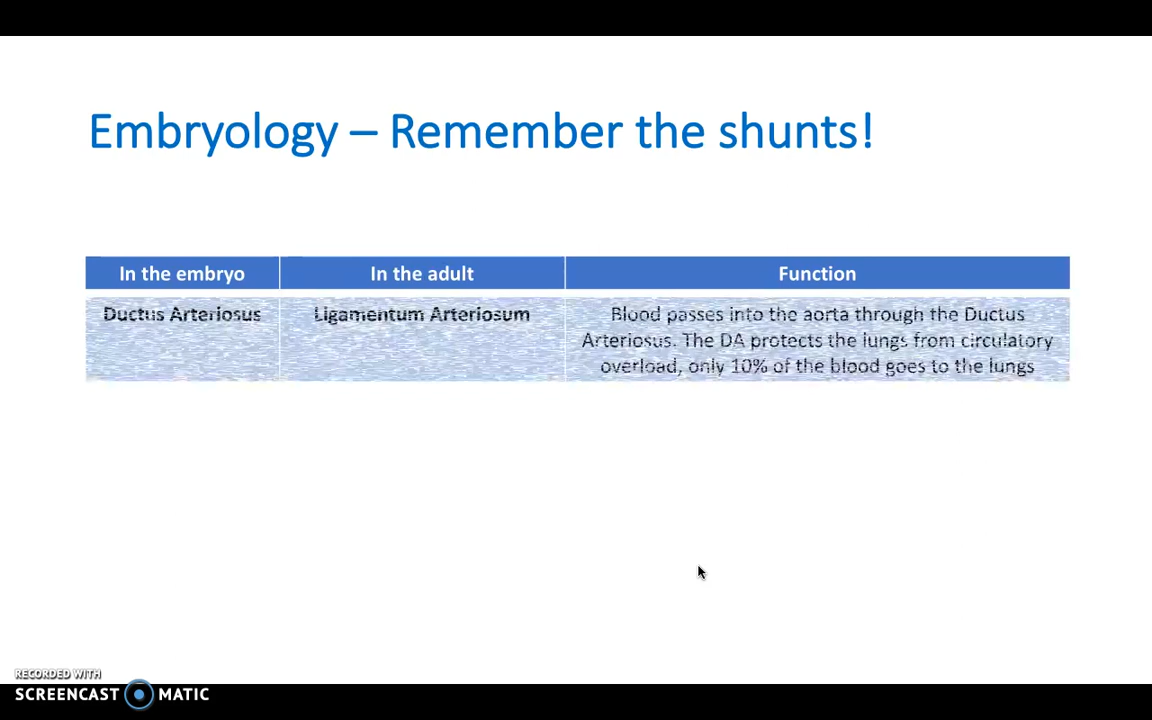 Embryology – Remember the shunts!
In the embryo
In the adult
Function
Ductus Arteriosus
Ligamentum Arteriosum
Blood passes into the aorta through the Ductus
Arteriosus. The DA protects the lungs from circulatory
overload, only 10% of the blood goes to the lungs
RECORDED WITH
SCREENCAST MATIC